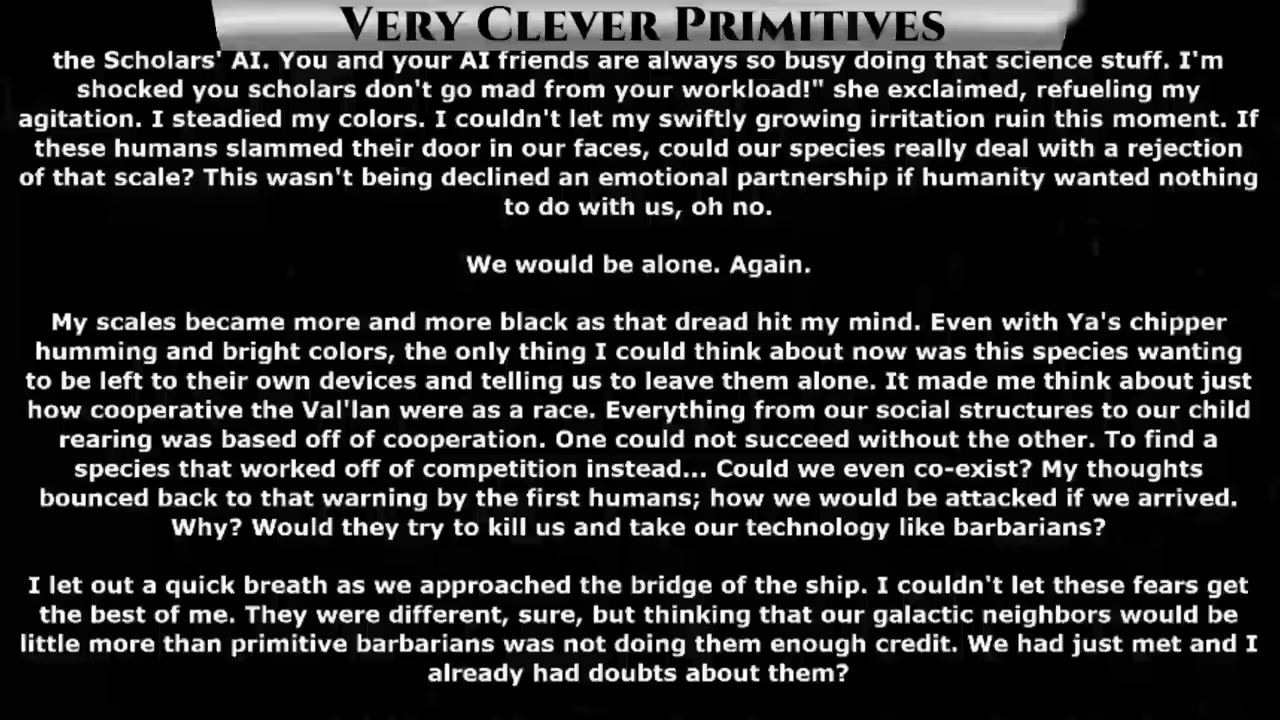 VERY CLEVER PRIMITIVES
the Scholars' AI. You and your AI friends are always so busy doing that science stuff. I'm
shocked you scholars don't go mad from your workload!" she exclaimed, refueling my
agitation. I steadied my colors. I couldn't let my swiftly growing irritation ruin this moment. If
these humans slammed their door in our faces, could our species really deal with a rejection
of that scale? This wasn't being declined an emotional partnership if humanity wanted nothing
to do with us, oh no.
We would be alone. Again.
My scales became more and more black as that dread hit my mind. Even with Ya's chipper
humming and bright colors, the only thing I could think about now was this species wanting
to be left to their own devices and telling us to leave them alone. It made me think about just
how cooperative the Val'lan were as a race. Everything from our social structures to our child
rearing was based off of cooperation. One could not succeed without the other. To find a
species that worked off of competition instead... Could we even co-exist? My thoughts
bounced back to that warning by the first humans; how we would be attacked if we arrived.
Why? Would they try to kill us and take our technology like barbarians?
I let out a quick breath as we approached the bridge of the ship. I couldn't let these fears get
the best of me. They were different, sure, but thinking that our galactic neighbors would be
little more than primitive barbarians was not doing them enough credit. We had just met and I
already had doubts about them?